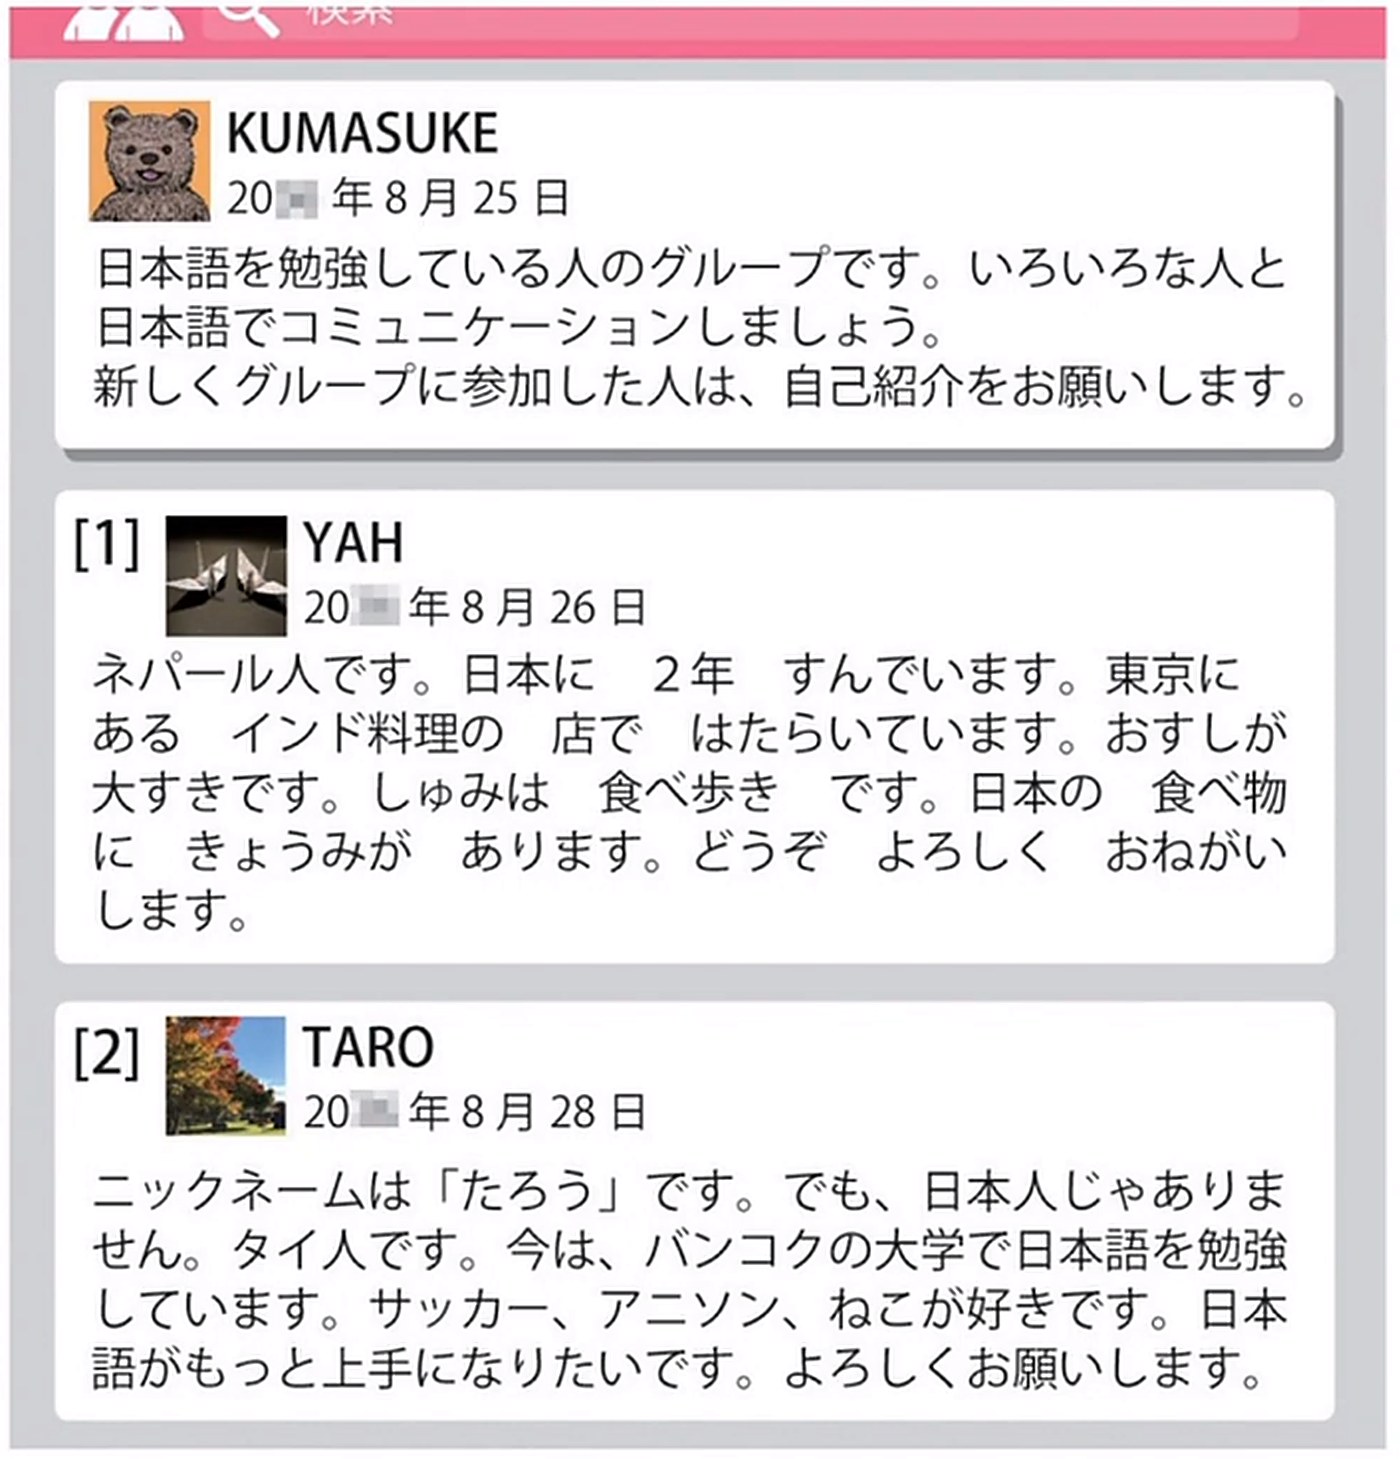 検索
KUMASUKE
20 年 8 月 25 日
日本語を勉強している人のグループです。いろいろな人と
日本語でコミュニケーションしましょう。
新しくグループに参加した人は、自己紹介をお願いします。
[1] YAH
20 年 8 月 26 日
ネパール人です。日本に　２年　すんでいます。東京に
ある　インド料理の　店で　はたらいています。おすしが
大すきです。しゅみは　食べ歩き　です。日本の　食べ物
に　きょうみが　あります。どうぞ　よろしく　おねがい
します。
[2] TARO
20 年 8 月 28 日
ニックネームは「たろう」です。でも、日本人じゃありま
せん。タイ人です。今は、バンコクの大学で日本語を勉強
しています。サッカー、アニソン、ねこが好きです。日本
語がもっと上手になりたいです。よろしくお願いします。